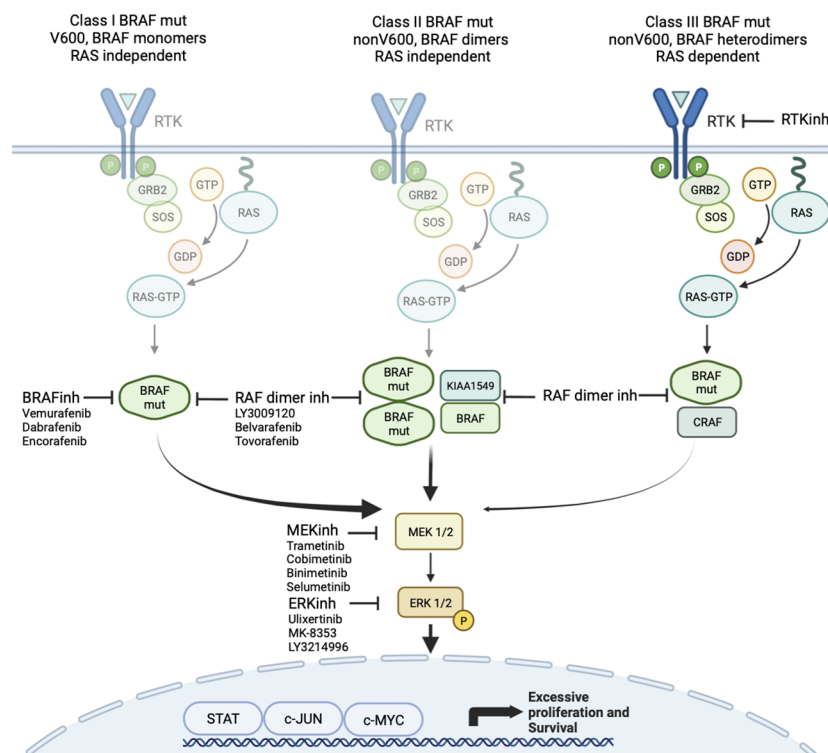 Class I BRAF mut
V600, BRAF monomers
RAS independent
Class II BRAF mut
nonV600, BRAF dimers
RAS independent
Class III BRAF mut
nonV600, BRAF heterodimers
RAS dependent
RTK
RTK
RTK
RTKinh
P
P
GRB2
SOS
GTP
RAS
GDP
RAS-GTP
P
P
GRB2
SOS
GTP
RAS
GDP
RAS-GTP
P
P
GRB2
SOS
GTP
RAS
GDP
RAS-GTP
BRAFinh
Vemurafenib
Dabrafenib
Encorafenib
BRAF
mut
RAF dimer inh
LY3009120
Belvarafenib
Tovorafenib
BRAF
mut
BRAF
mut
KIAA1549
BRAF
RAF dimer inh
BRAF
mut
CRAF
MEKinh
Trametinib
Cobimetinib
Binimetinib
Selumetinib
MEK 1/2
ERKinh
Ulixertinib
MK-8353
LY3214996
ERK 1/2
P
STAT
c-JUN
c-MYC
Excessive
proliferation and
Survival